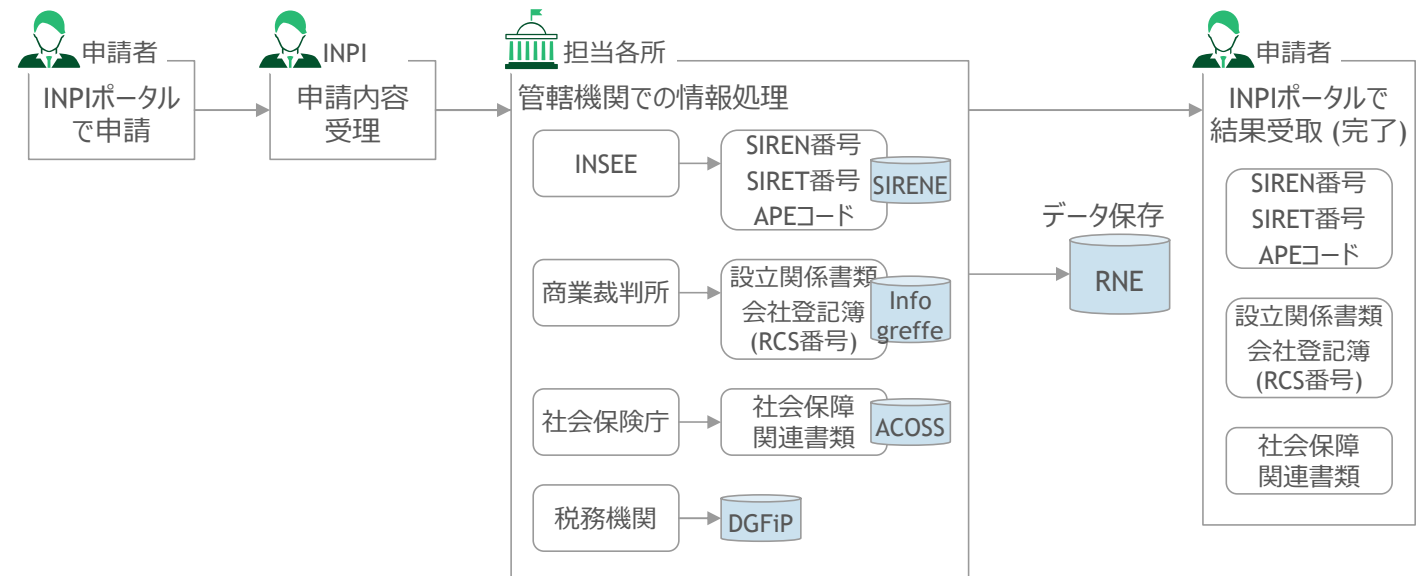 申請者
INPIポータル
で申請
INPI
申請内容
受理
担当各所
管轄機関での情報処理
INSEE
SIREN番号
SIRET番号
APEコード
SIRENE
商業裁判所
設立関係書類
会社登記簿
(RCS番号)
Info
greffe
社会保険庁
社会保障
関連書類
ACOSS
税務機関
DGFiP
データ保存
RNE
申請者
INPIポータルで
結果受取 (完了)
SIREN番号
SIRET番号
APEコード
設立関係書類
会社登記簿
(RCS番号)
社会保障
関連書類